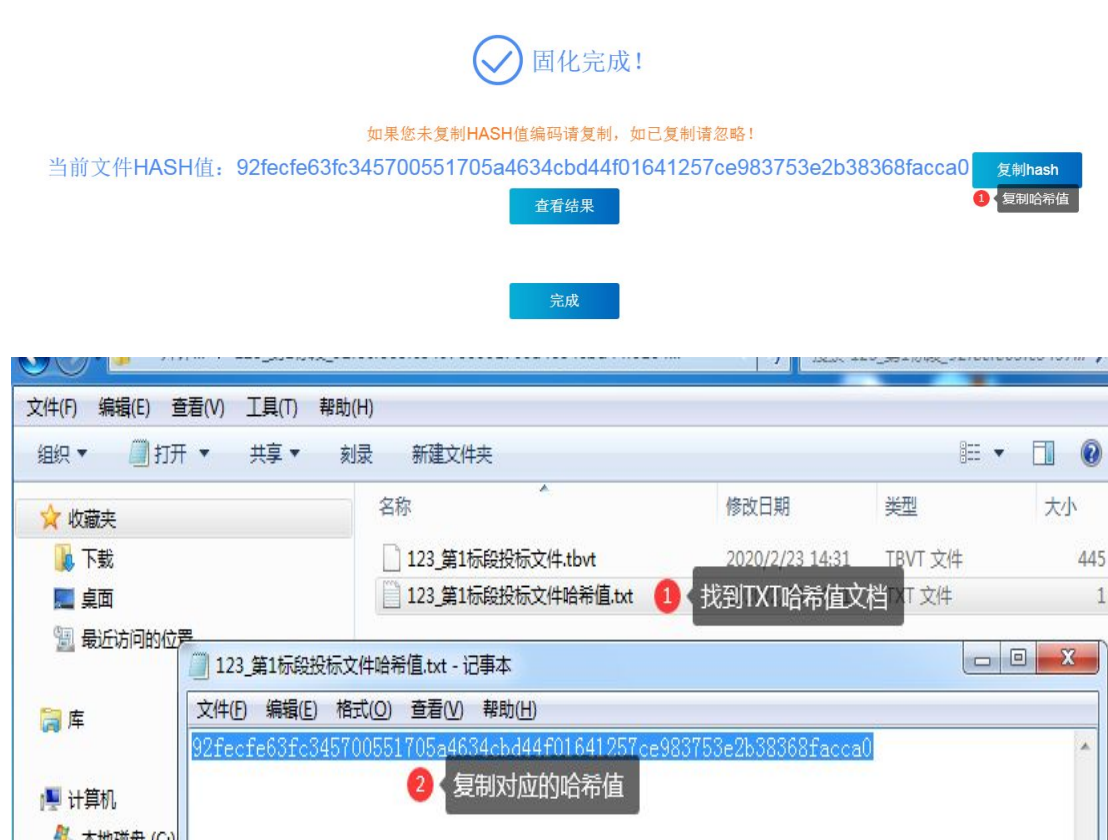 固化完成!
如果您未复制HASH值编码请复制，如已复制请忽略!
当前文件HASH值：92fecfe63fc345700551705a4634cbd44f01641257ce983753e2b38368facca0 复制hash
查看结果 1 复制哈希值
完成
文件(F) 编辑(E) 查看(V) 工具(T) 帮助(H)
组织 打开 共享 刻录 新建文件夹
收藏夹 名称 修改日期 类型 大小
下载 123_第1标段投标文件.tbvt 2020/2/23 14:31 TBVT 文件 445
桌面 123_第1标段投标文件哈希值.txt 1 找到TXT哈希值文档 TXT 文件 1
最近访问的位置
123_第1标段投标文件哈希值.txt - 记事本
库 文件(F) 编辑(E) 格式(O) 查看(V) 帮助(H)
92fecfe63fc345700551705a4634cbd44f01641257ce983753e2b38368facca0
2 复制对应的哈希值
计算机
本地磁盘 (C:)